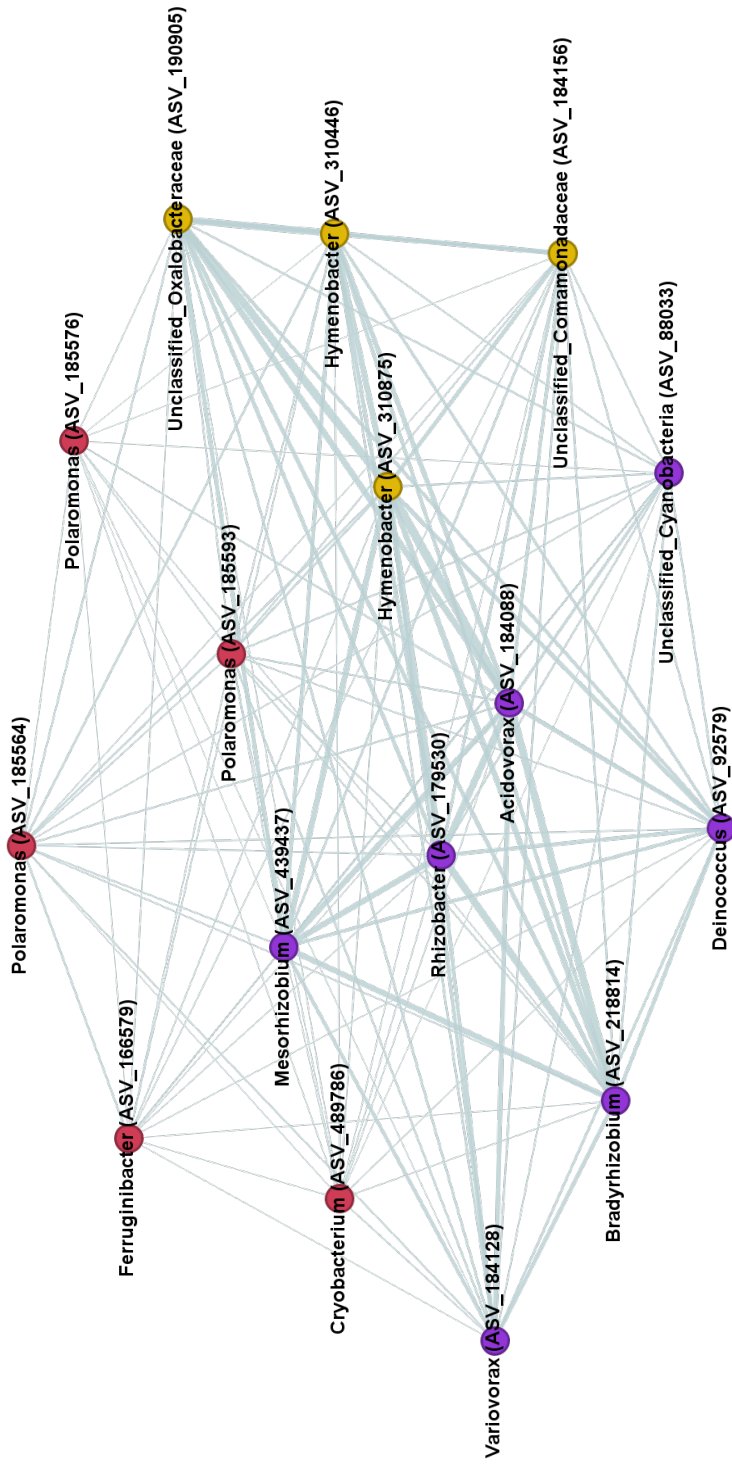 Polaromonas (ASV_185564)
Ferruginibacter (ASV_166579)
Polaromonas (ASV_185576)
Unclassified_Oxalobacteraceae (ASV_190905)
Polaromonas (ASV_185593)
Mesorhizobium (ASV_439437)
Hymenobacter (ASV_310446)
Cryobacterium (ASV_489786)
Hymenobacter (ASV_310875)
Rhizobacter (ASV_179530)
Variovorax (ASV_184128)
Acidovorax (ASV_184088)
Unclassified_Comamonadaceae (ASV_184156)
Bradyrhizobium (ASV_218814)
Unclassified_Cyanobacteria (ASV_88033)
Deinococcus (ASV_92579)